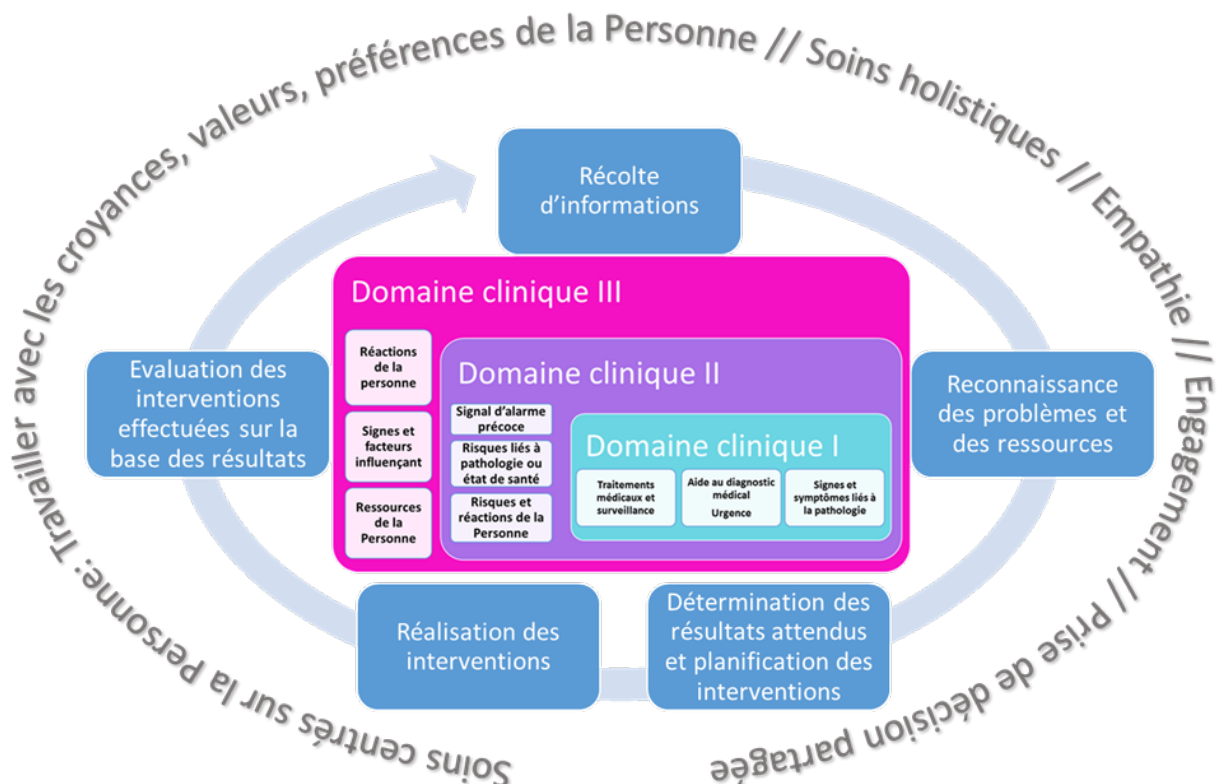 Soins centrés sur la Personne: Travailler avec les croyances, valeurs, préférences de la Personne // Soins holistiques // Empathie // Engagement // Prise de décision partagée
Récolte
d’informations
Domaine clinique III
Réactions
de la
personne
Signes et
facteurs
influençant
Ressources
de la
Personne
Domaine clinique II
Signal d’alarme
précoce
Risques liés à
pathologie ou
état de santé
Risques et
réactions de la
Personne
Domaine clinique I
Traitements
médicaux et
surveillance
Aide au diagnostic
médical
Urgence
Signes et
symptômes liés à
la pathologie
Reconnaissance
des problèmes et
des ressources
Détermination des
résultats attendus
et planification des
interventions
Réalisation des
interventions
Evaluation des
interventions
effectuées sur la
base des résultats